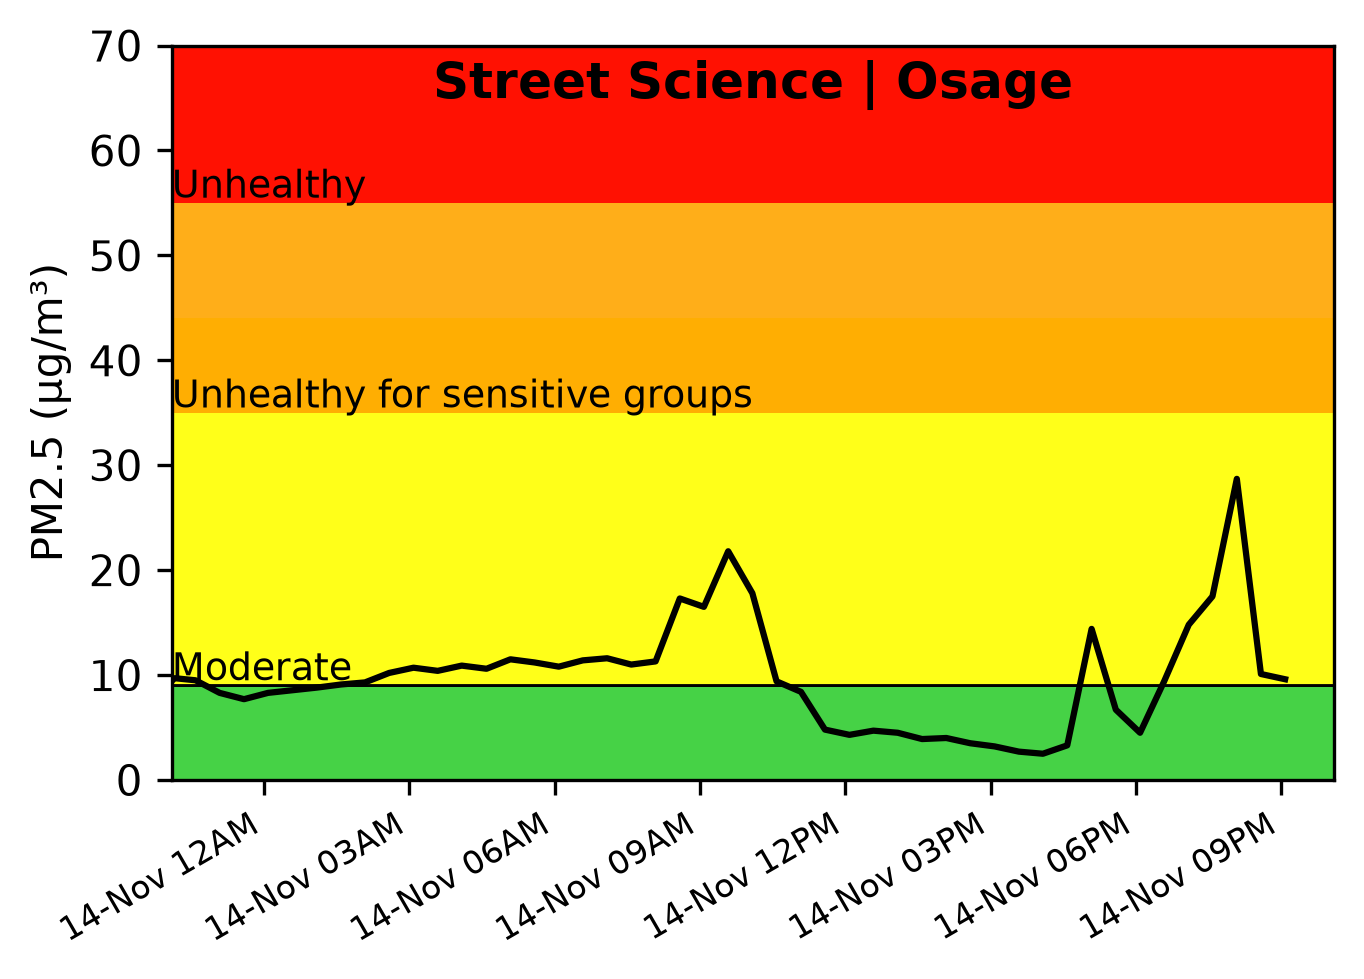 Street Science | Osage
PM2.5 (µg/m³)
70
60
50
40
30
20
10
0
Unhealthy
Unhealthy for sensitive groups
Moderate
14-Nov 12AM
14-Nov 03AM
14-Nov 06AM
14-Nov 09AM
14-Nov 12PM
14-Nov 03PM
14-Nov 06PM
14-Nov 09PM